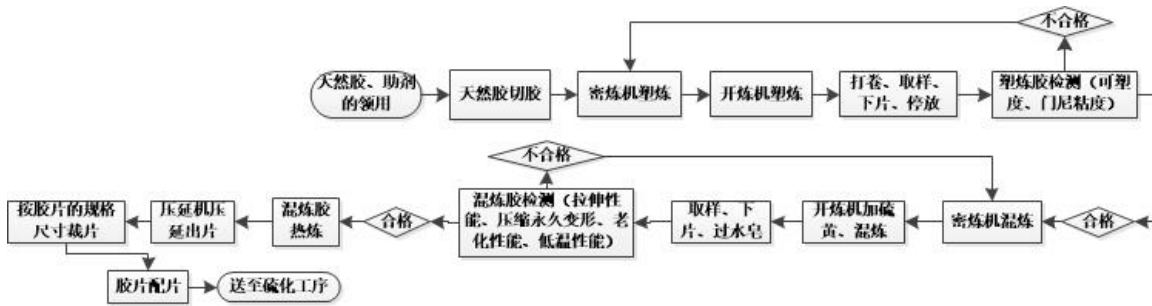 不合格
天然胶、助剂
的领用
天然胶切胶
密炼机塑炼
开炼机塑炼
打卷、取样、
下片、停放
塑炼胶检测（可塑
度、门尼粘度）
不合格
按胶片的规格
尺寸裁片
压延机压
延出片
混炼胶
热炼
合格
混炼胶检测（拉伸性
能、压缩永久变形、老
化性能、低温性能）
取样、下
片、过水皂
开炼机加硫
黄、混炼
密炼机混炼
合格
胶片配片
送至硫化工序